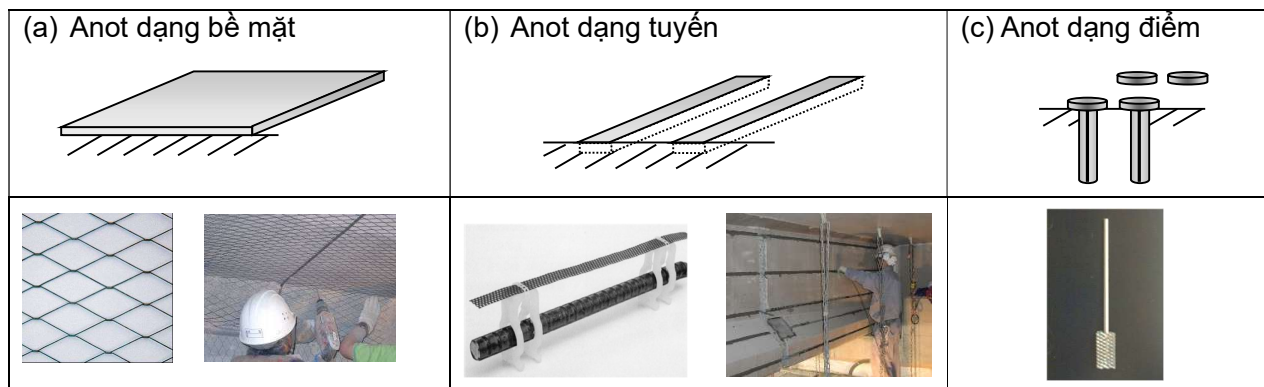 (a) Anot dạng bề mặt
(b) Anot dạng tuyến
(c) Anot dạng điểm